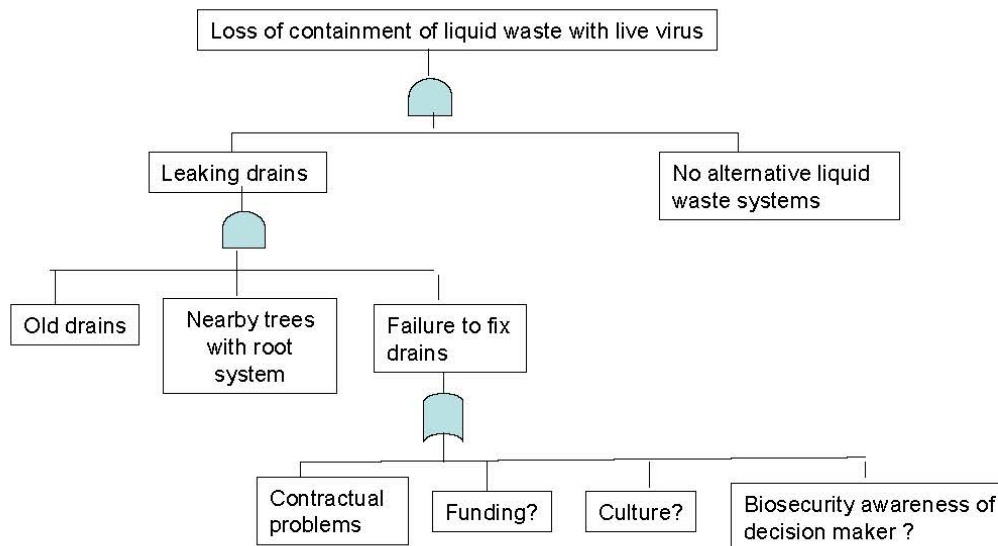 Loss of containment of liquid waste with live virus
Leaking drains
No alternative liquid
waste systems
Old drains
Nearby trees
with root
system
Failure to fix
drains
Contractual
problems
Funding?
Culture?
Biosecurity awareness of
decision maker ?